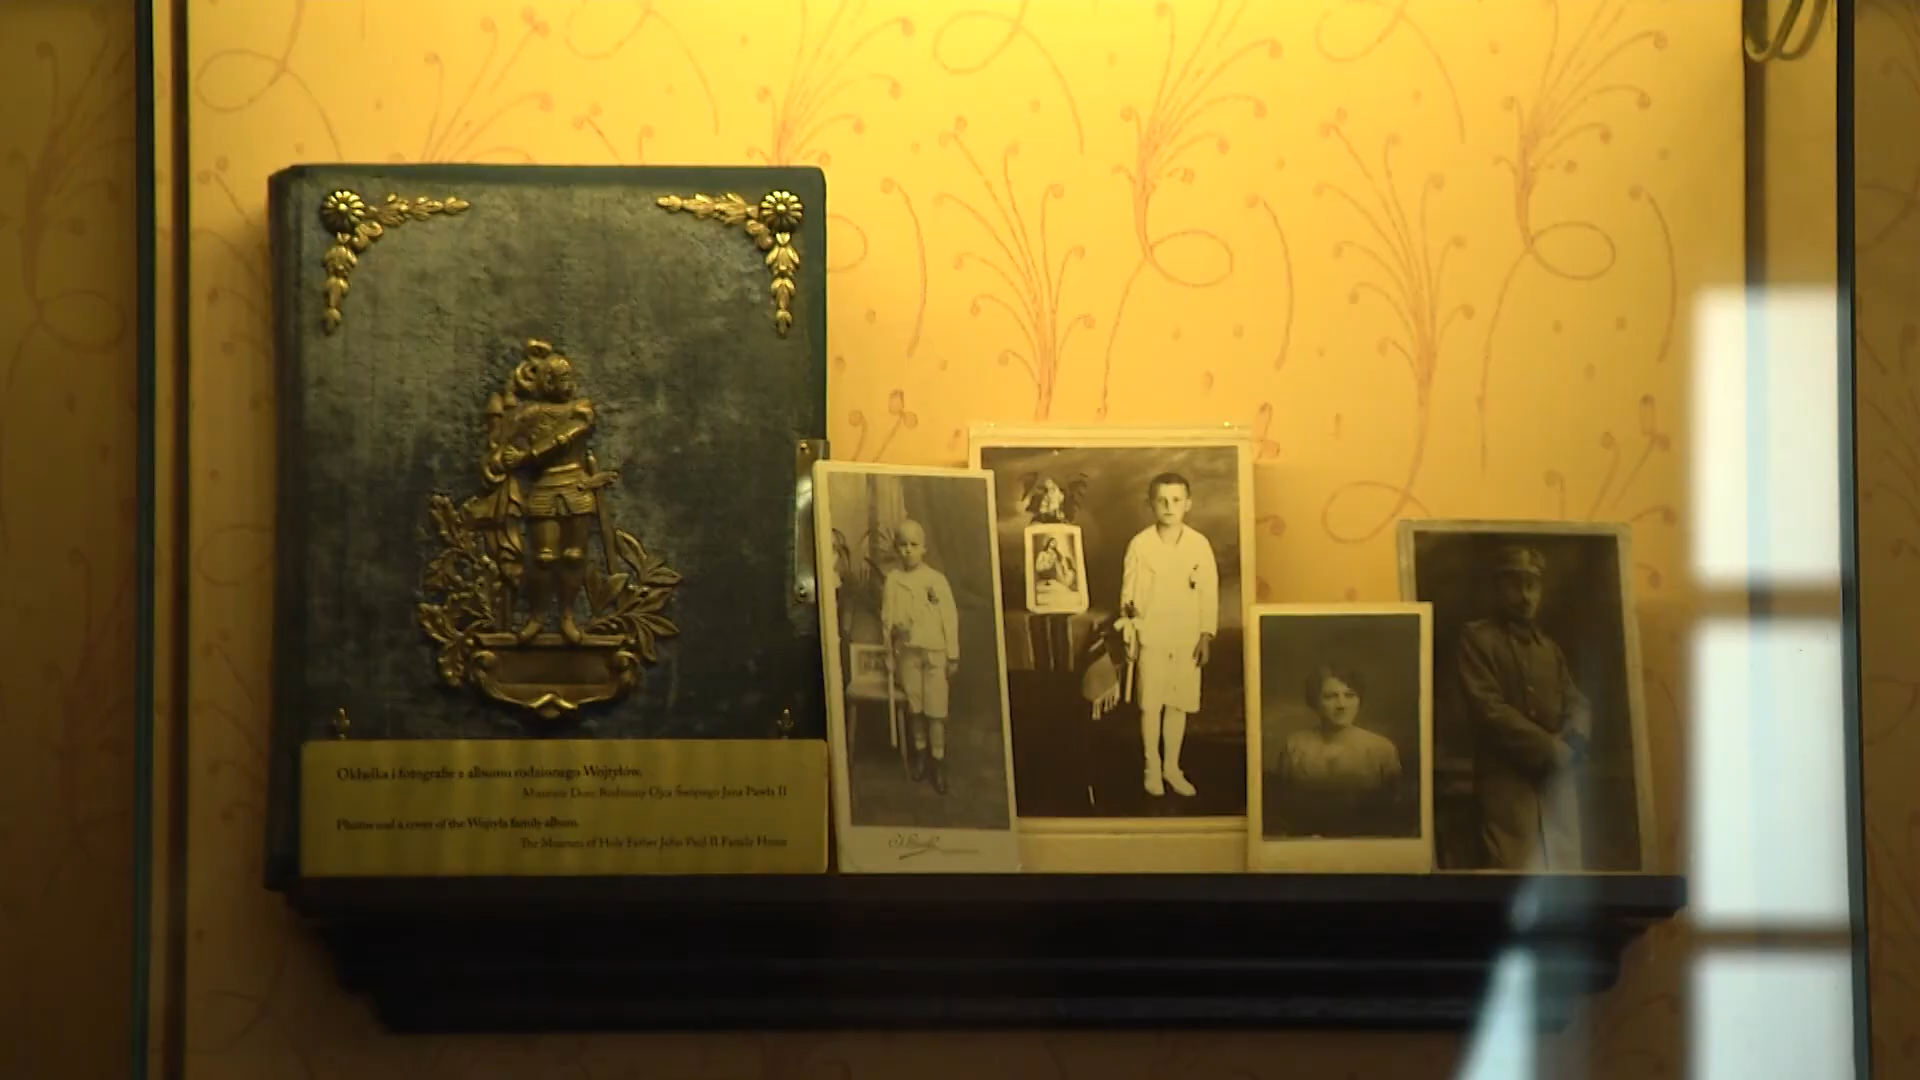 Okładka i fotografie z albumu rodzinnego Wojtyłów,
Muzeum Dom Rodzinny Ojca Świętego Jana Pawła II
Photos and a cover of the Wojtyła family album,
The Museum of Holy Father John Paul II Family Home